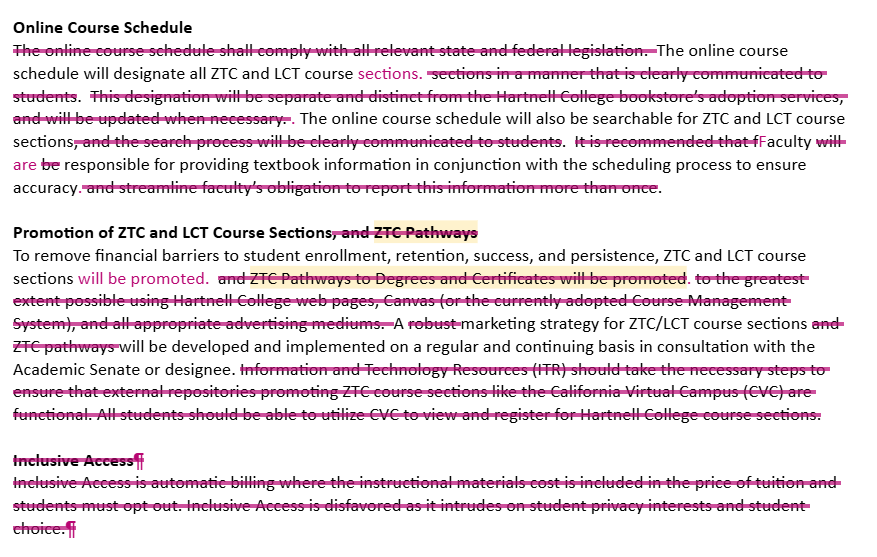 Online Course Schedule
The online course schedule shall comply with all relevant state and federal legislation. The online course
schedule will designate all ZTC and LCT course sections. sections in a manner that is clearly communicated to
students. This designation will be separate and distinct from the Hartnell College bookstore's adoption services,
and will be updated when necessary. . The online course schedule will also be searchable for ZTC and LCT course
sections, and the search process will be clearly communicated to students. It is recommended that fFaculty will
are be responsible for providing textbook information in conjunction with the scheduling process to ensure
accuracy. and streamline faculty's obligation to report this information more than once.
Promotion of ZTC and LCT Course Sections, and ZTC Pathways
To remove financial barriers to student enrollment, retention, success, and persistence, ZTC and LCT course
sections will be promoted. and ZTC Pathways to Degrees and Certificates will be promoted. to the greatest
extent possible using Hartnell College web pages, Canvas (or the currently adopted Course Management
System), and all appropriate advertising mediums. A robust marketing strategy for ZTC/LCT course sections and
ZTC pathways will be developed and implemented on a regular and continuing basis in consultation with the
Academic Senate or designee. Information and Technology Resources (ITR) should take the necessary steps to
ensure that external repositories promoting ZTC course sections like the California Virtual Campus (CVC) are
functional. All students should be able to utilize CVC to view and register for Hartnell College course sections.
Inclusive Access¶
Inclusive Access is automatic billing where the instructional materials cost is included in the price of tuition and
students must opt out. Inclusive Access is disfavored as it intrudes on student privacy interests and student
choice.¶